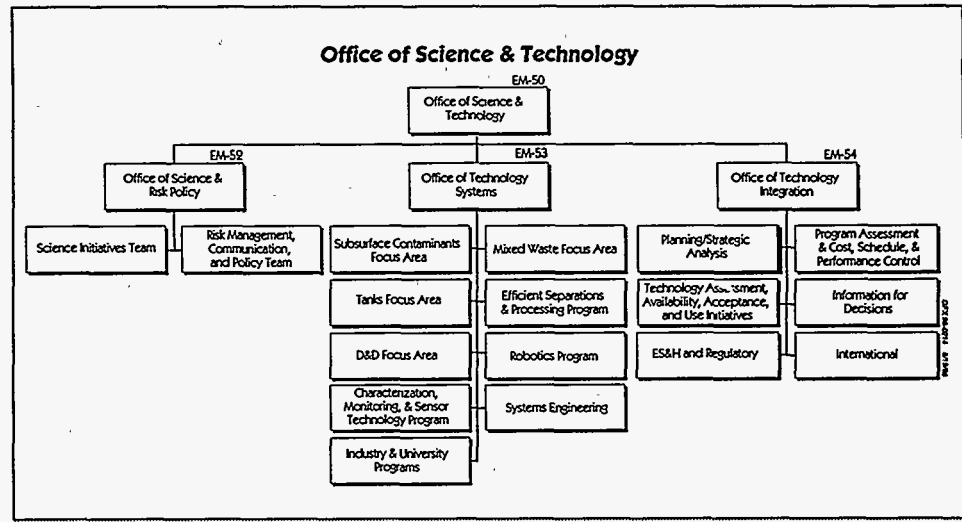 Office of Science & Technology
EM-50
Office of Science &
Technology
EM-52
Office of Science &
Risk Policy
EM-53
Office of Technology
Systems
EM-54
Office of Technology
Integration
Science Initiatives Team
Risk Management,
Communication,
and Policy Team
Subsurface Contaminants
Focus Area
Mixed Waste Focus Area
Tanks Focus Area
Efficient Separations
& Processing Program
D&D Focus Area
Robotics Program
Characterization,
Monitoring, & Sensor
Technology Program
Systems Engineering
Industry & University
Programs
Planning/Strategic
Analysis
Program Assessment
& Cost, Schedule, &
Performance Control
Technology Assessment,
Availability, Acceptance,
and Use Initiatives
Information for
Decisions
ES&H and Regulatory
International